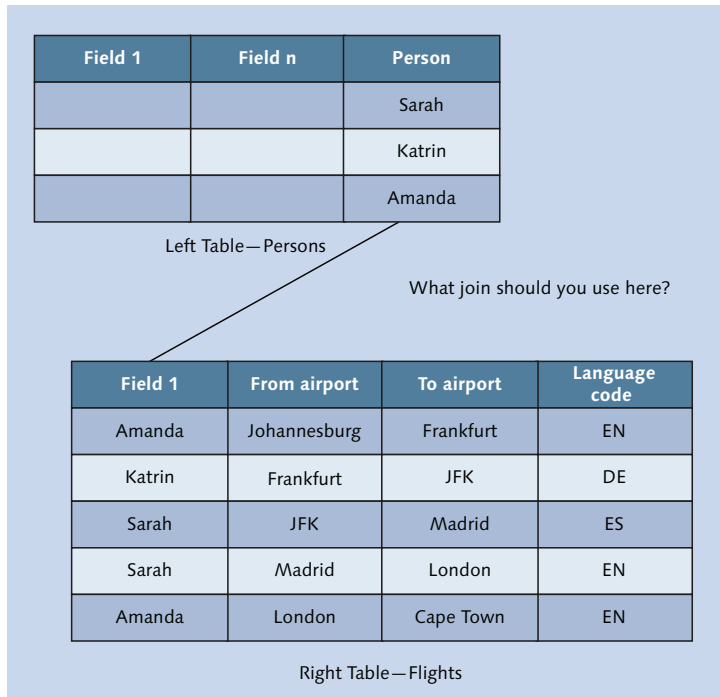 Field 1 Field n Person
Sarah
Katrin
Amanda
Left Table—Persons
What join should you use here?
Field 1 From airport To airport Language code
Amanda Johannesburg Frankfurt EN
Katrin Frankfurt JFK DE
Sarah JFK Madrid ES
Sarah Madrid London EN
Amanda London Cape Town EN
Right Table—Flights